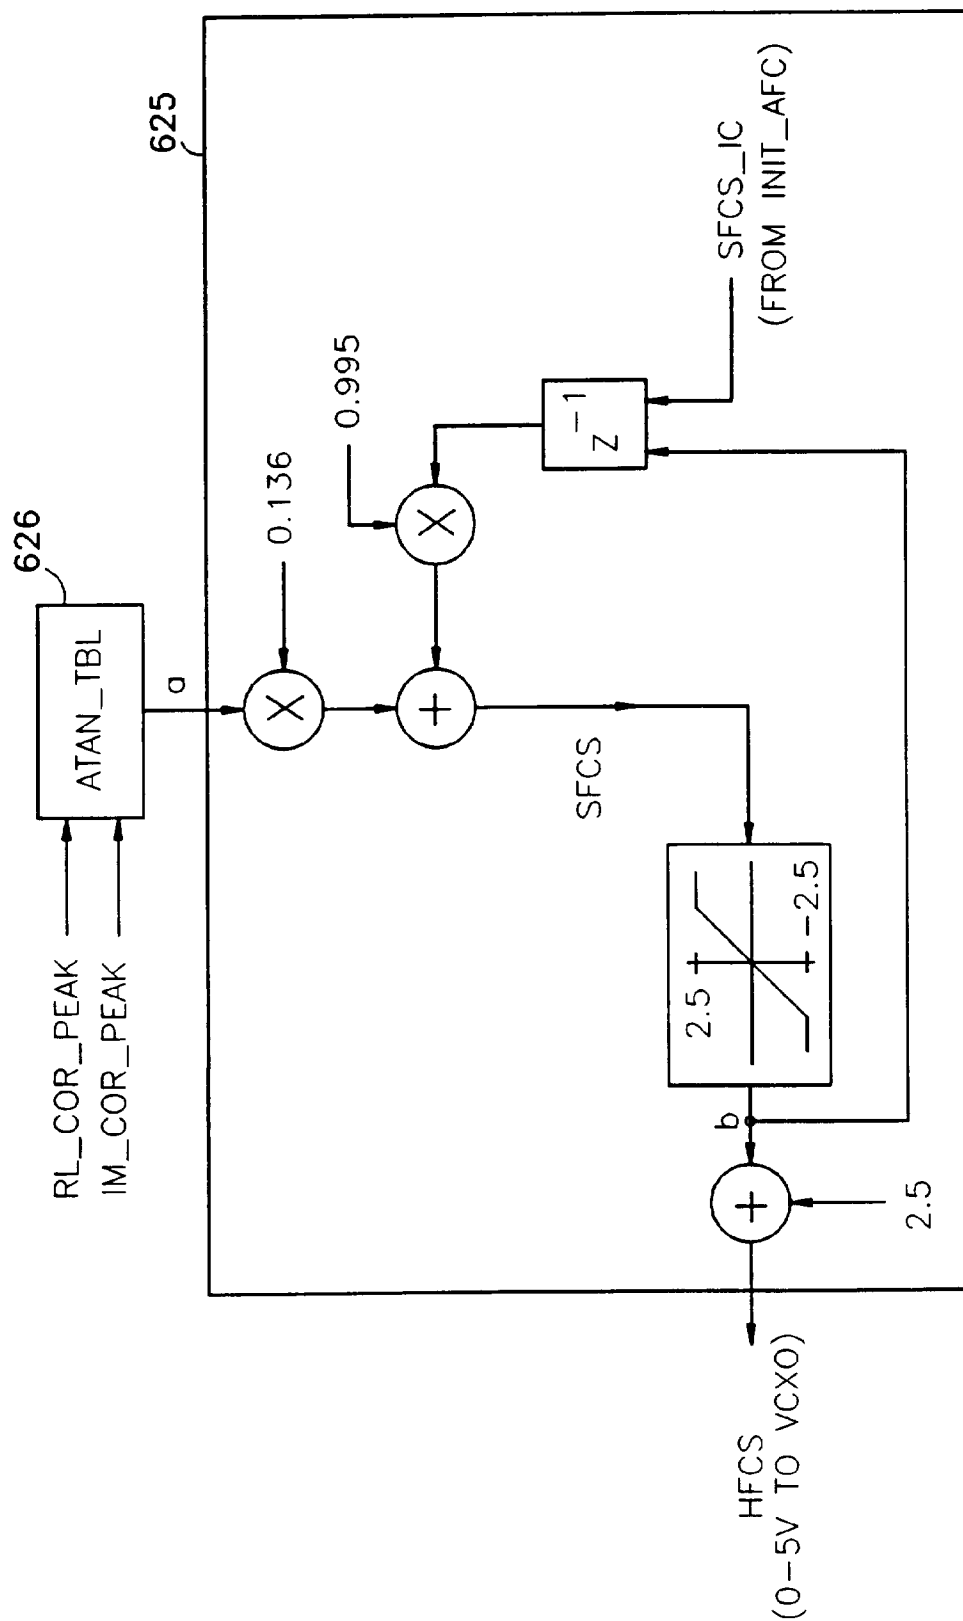 RL_COR_PEAK
IM_COR_PEAK
626
ATAN_TBL
a
625
0.136
0.995
X
X
+
Z-1
SFCS_IC
(FROM INIT_AFC)
SFCS
2.5
-2.5
b
+
2.5
HFCS
(0-5V TO VCXO)